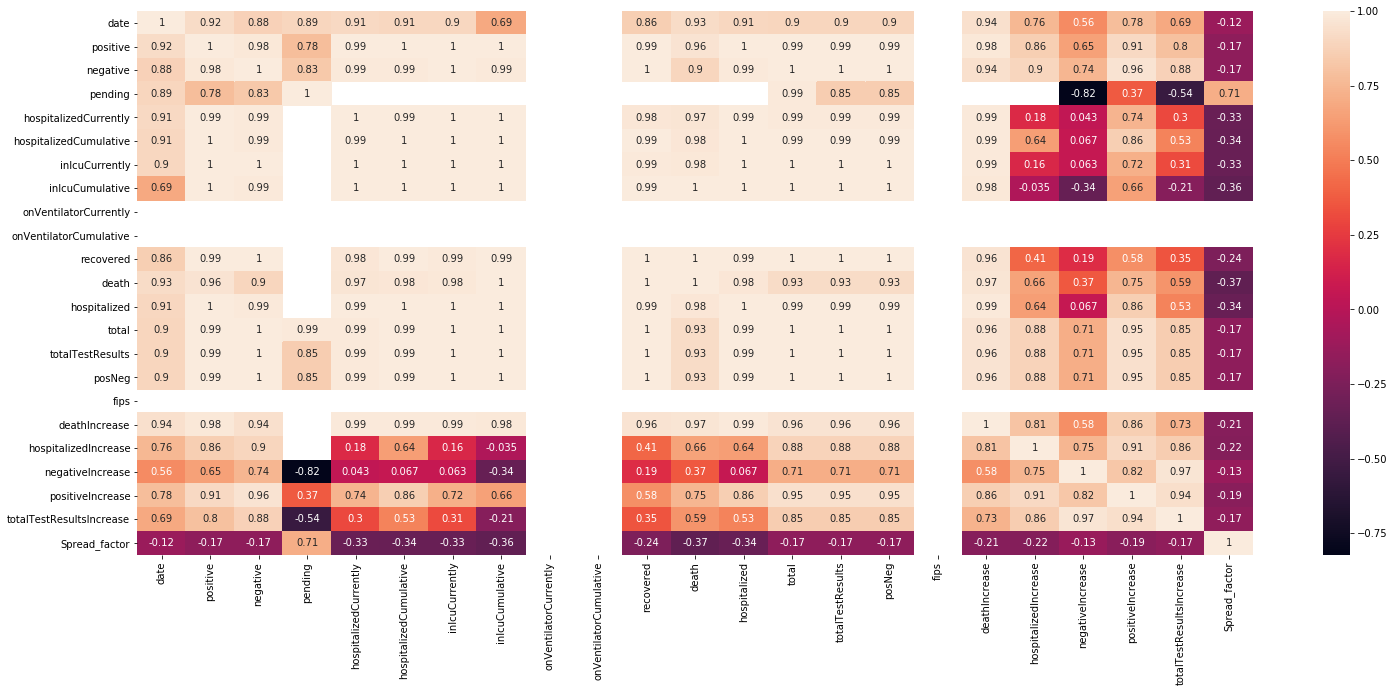 date 1 0.92 0.88 0.89 0.91 0.91 0.9 0.69 0.86 0.93 0.91 0.9 0.9 0.9 0.94 0.76 0.56 0.78 0.69 -0.12
positive 0.92 1 0.98 0.78 0.99 1 1 1 0.99 0.96 1 0.99 0.99 0.99 0.98 0.86 0.65 0.91 0.8 -0.17
negative 0.88 0.98 1 0.83 0.99 0.99 1 0.99 1 0.9 0.99 1 1 1 0.94 0.9 0.74 0.96 0.88 -0.17
pending 0.89 0.78 0.83 1 0.99 0.85 0.85 -0.82 0.37 -0.54 0.71
hospitalizedCurrently 0.91 0.99 0.99 1 0.99 1 1 0.98 0.97 0.99 0.99 0.99 0.99 0.99 0.18 0.043 0.74 0.3 -0.33
hospitalizedCumulative 0.91 1 0.99 0.99 1 1 1 0.99 0.98 1 0.99 0.99 0.99 0.99 0.64 0.067 0.86 0.53 -0.34
inIcuCurrently 0.9 1 1 1 1 1 1 0.99 0.98 1 1 1 1 0.99 0.16 0.063 0.72 0.31 -0.33
inIcuCumulative 0.69 1 0.99 1 1 1 1 0.99 1 1 1 1 1 0.98 -0.035 -0.34 0.66 -0.21 -0.36
onVentilatorCurrently
onVentilatorCumulative
recovered 0.86 0.99 1 0.98 0.99 0.99 0.99 1 1 0.99 1 1 1 0.96 0.41 0.19 0.58 0.35 -0.24
death 0.93 0.96 0.9 0.97 0.98 0.98 1 1 1 0.98 0.93 0.93 0.93 0.97 0.66 0.37 0.75 0.59 -0.37
hospitalized 0.91 1 0.99 0.99 1 1 1 0.99 0.98 1 0.99 0.99 0.99 0.99 0.64 0.067 0.86 0.53 -0.34
total 0.9 0.99 1 0.99 0.99 0.99 1 1 1 0.93 0.99 1 1 1 0.96 0.88 0.71 0.95 0.85 -0.17
totalTestResults 0.9 0.99 1 0.85 0.99 0.99 1 1 1 0.93 0.99 1 1 1 0.96 0.88 0.71 0.95 0.85 -0.17
posNeg 0.9 0.99 1 0.85 0.99 0.99 1 1 1 0.93 0.99 1 1 1 0.96 0.88 0.71 0.95 0.85 -0.17
fips
deathIncrease 0.94 0.98 0.94 0.99 0.99 0.99 0.98 0.96 0.97 0.99 0.96 0.96 0.96 1 0.81 0.58 0.86 0.73 -0.21
hospitalizedIncrease 0.76 0.86 0.9 0.18 0.64 0.16 -0.035 0.41 0.66 0.64 0.88 0.88 0.88 0.81 1 0.75 0.91 0.86 -0.22
negativeIncrease 0.56 0.65 0.74 -0.82 0.043 0.067 0.063 -0.34 0.19 0.37 0.067 0.71 0.71 0.71 0.58 0.75 1 0.82 0.97 -0.13
positiveIncrease 0.78 0.91 0.96 0.37 0.74 0.86 0.72 0.66 0.58 0.75 0.86 0.95 0.95 0.95 0.86 0.91 0.82 1 0.94 -0.19
totalTestResultsIncrease 0.69 0.8 0.88 -0.54 0.3 0.53 0.31 -0.21 0.35 0.59 0.53 0.85 0.85 0.85 0.73 0.86 0.97 0.94 1 -0.17
Spread_factor -0.12 -0.17 -0.17 0.71 -0.33 -0.34 -0.33 -0.36 -0.24 -0.37 -0.34 -0.17 -0.17 -0.17 -0.21 -0.22 -0.13 -0.19 -0.17 1
date
positive
negative
pending
hospitalizedCurrently
hospitalizedCumulative
inIcuCurrently
inIcuCumulative
onVentilatorCurrently
onVentilatorCumulative
recovered
death
hospitalized
total
totalTestResults
posNeg
fips
deathIncrease
hospitalizedIncrease
negativeIncrease
positiveIncrease
totalTestResultsIncrease
Spread_factor
1.00
0.75
0.50
0.25
0.00
-0.25
-0.50
-0.75